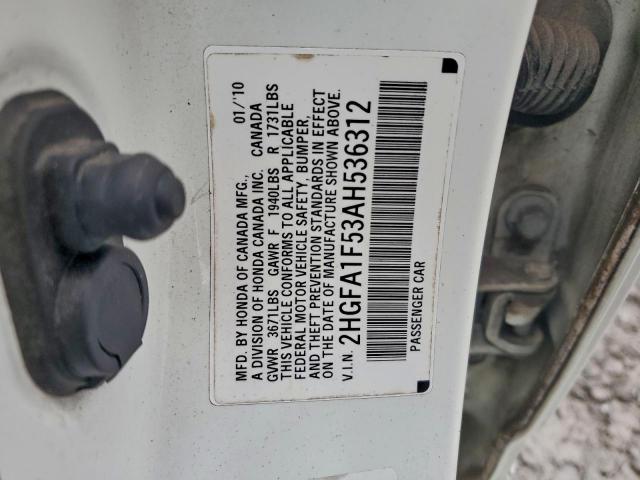 MFD. BY HONDA OF CANADA MFG., 01/'10
A DIVISION OF HONDA CANADA INC. CANADA
GVWR 3671LBS GAWR F 1940LBS R 1731LBS
THIS VEHICLE CONFORMS TO ALL APPLICABLE
FEDERAL MOTOR VEHICLE SAFETY, BUMPER,
AND THEFT PREVENTION STANDARDS IN EFFECT
ON THE DATE OF MANUFACTURE SHOWN ABOVE.
V.I.N. 2HGFA1F53AH536312
PASSENGER CAR